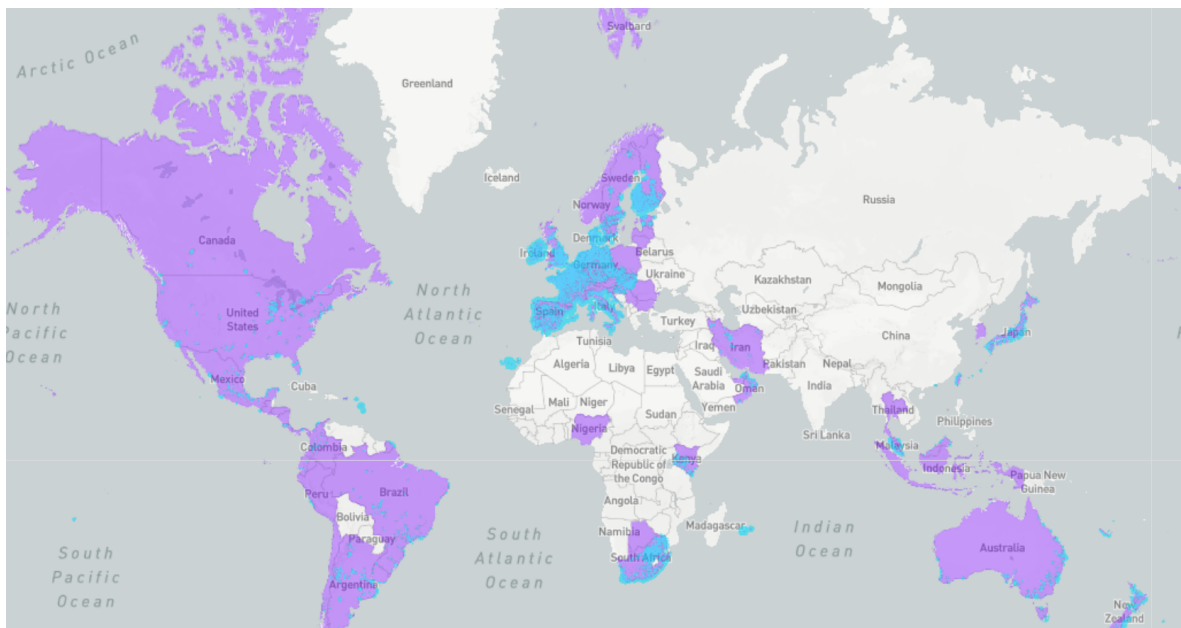 Svalbard
Arctic Ocean
Greenland
Iceland
Sweden
Russia
Norway
Canada
Denmark
Ireland
Belarus
Germany
Ukraine
Kazakhstan
Mongolia
North
Pacific
Ocean
North
Atlantic
Ocean
United
States
Spain
Italy
Uzbekistan
Turkey
China
Japan
Tunisia
Iraq
Iran
Mexico
Cuba
Algeria
Libya
Egypt
Saudi
Arabia
Pakistan
Nepal
India
Oman
Senegal
Mali
Niger
Sudan
Yemen
Thailand
Philippines
Nigeria
Sri Lanka
Colombia
Democratic
Republic of
the Congo
Kenya
Malaysia
Indonesia
Papua New
Guinea
Peru
Brazil
Angola
Bolivia
Namibia
Madagascar
Indian
Ocean
Paraguay
South
Pacific
Ocean
South
Atlantic
Ocean
South Africa
Australia
Argentina
New
Zealand